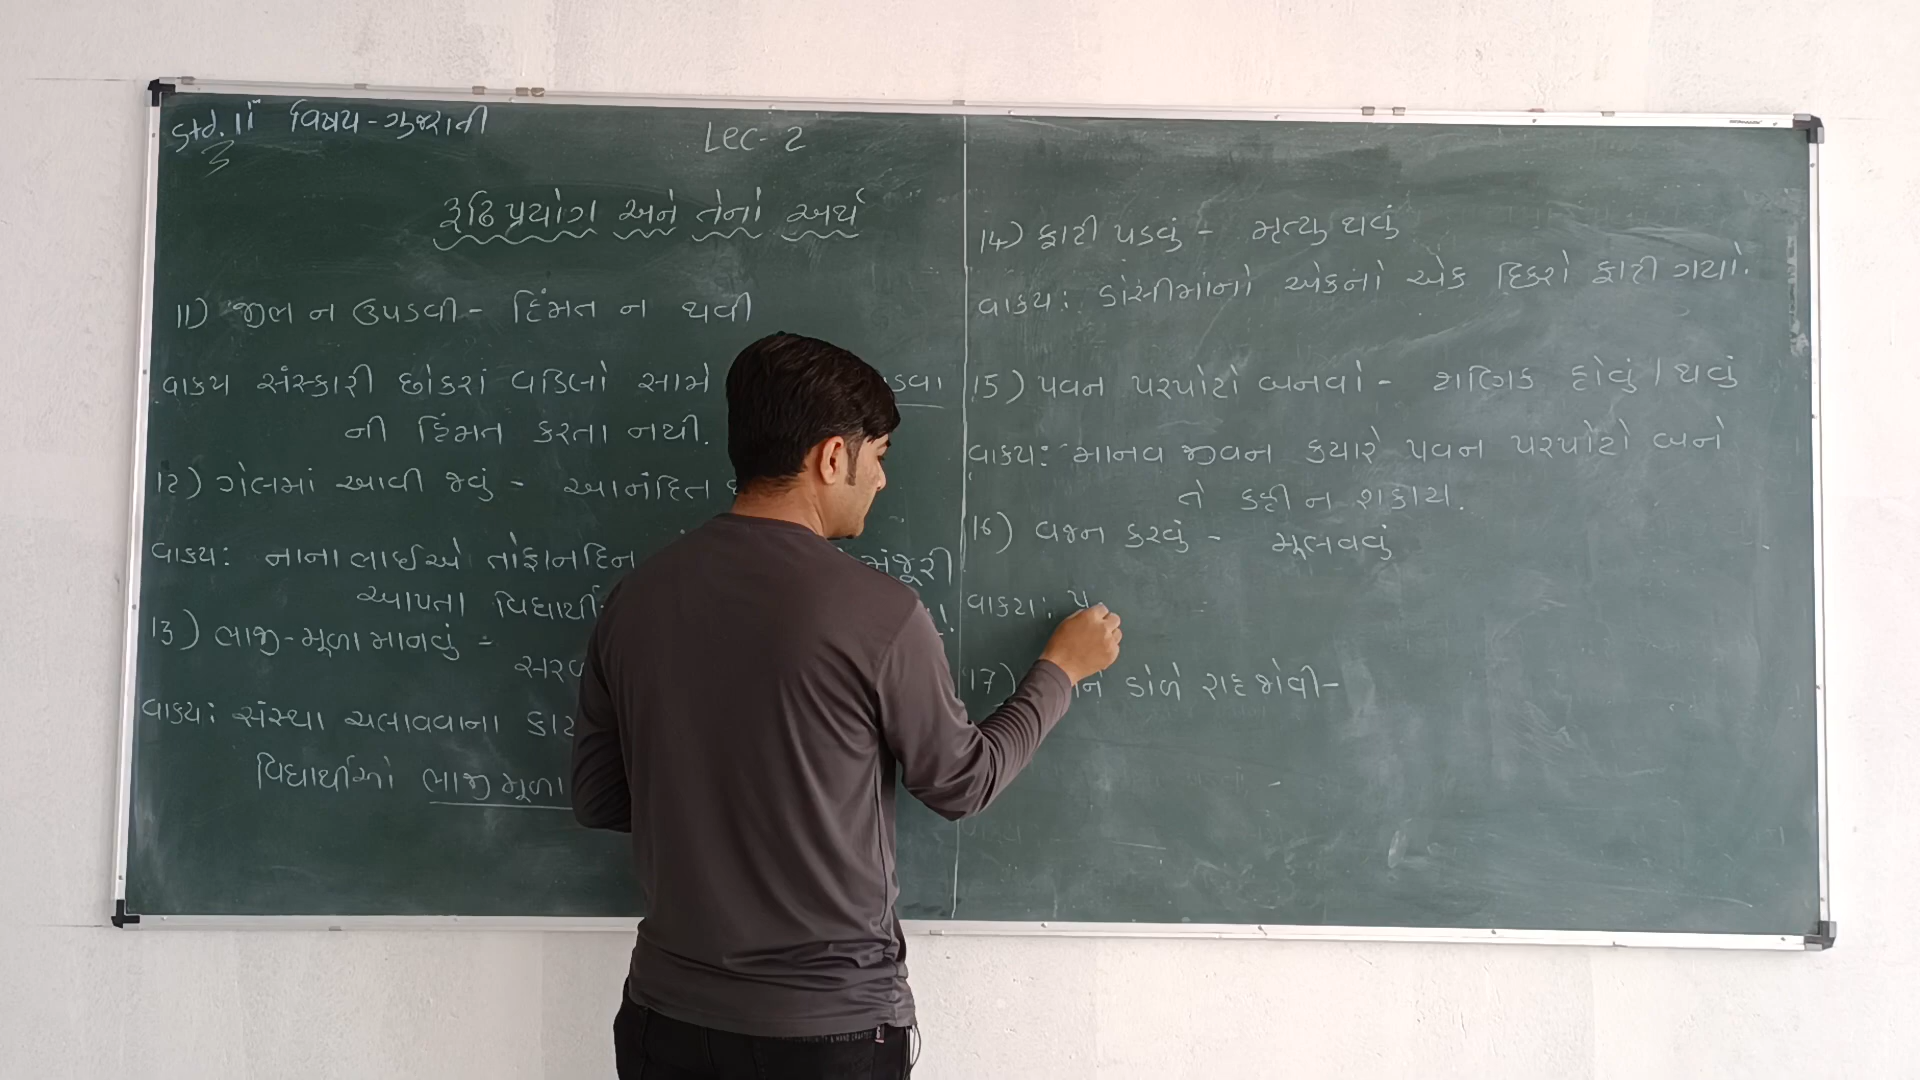 Std. 11 વિષય - ગુજરાતી
Lec - 2
રૂઢિપ્રયોગ અને તેનો અર્થ
11) જીભ ન ઉપડવી - હિંમત ન થવી
વાક્ય સંસ્કારી છોકરાં વડિલો સામે
ની હિંમત કરતા નથી.
12) ગેલમાં આવી જવું - આનંદિત
વાક્ય: નાના ભાઈએ તોફાનદિન મંજૂરી
આપતા
13) ભાજી-મૂળા માનવું -
વાક્ય: સંસ્થા ચલાવવાના
વિદ્યાર્થીઓ ભાજી મૂળા
14) ફાટી પડવું - મૃત્યુ થવું
વાક્ય: ડોસીમાનો એકનો એક દિકરો ફાટી ગયો.
15) પવન પરપોટો બનવો - હોવું / થવું
વાક્ય: માનવ જીવન ક્યારે પવન પરપોટો બને
તે કહી ન શકાય.
16) વજન કરવું - મૂલવવું
વાક્ય: પ
17) ડોળે રાહ જોવી -